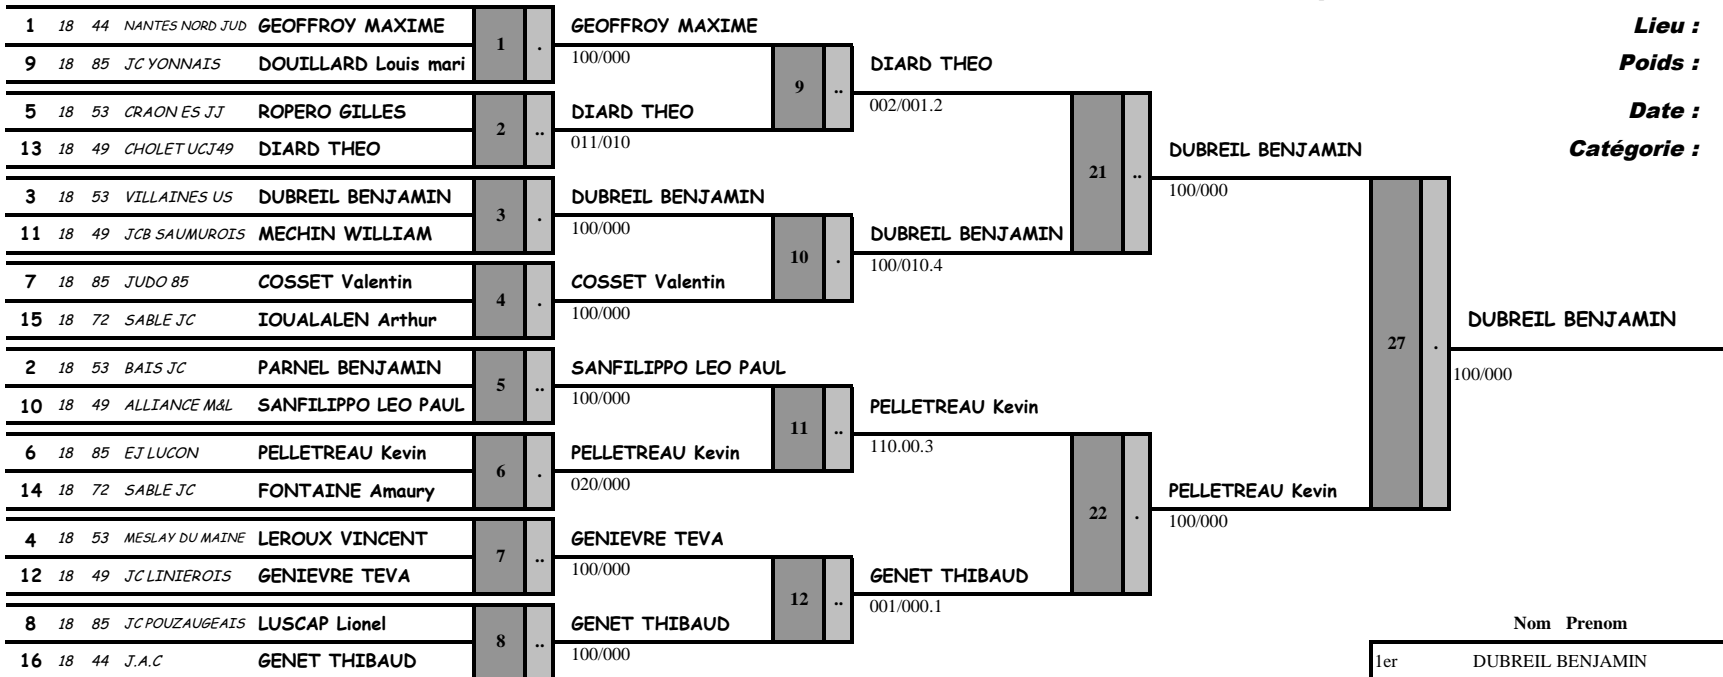 1 18 44 NANTES NORD JUD GEOFFROY MAXIME 1 . GEOFFROY MAXIME Lieu :
100/000
9 18 85 JC YONNAIS DOUILLARD Louis mari DIARD THEO Poids :
9 ..
002/001.2
5 18 53 CRAON ES JJ ROPERO GILLES 2 .. DIARD THEO Date :
011/010
13 18 49 CHOLET UCJ49 DIARD THEO DUBREIL BENJAMIN Catégorie :
21 ..
100/000
3 18 53 VILLAINES US DUBREIL BENJAMIN 3 . DUBREIL BENJAMIN
100/000
11 18 49 JCB SAUMUROIS MECHIN WILLIAM DUBREIL BENJAMIN
10 .
100/010.4
7 18 85 JUDO 85 COSSET Valentin 4 . COSSET Valentin
100/000
15 18 72 SABLE JC IOUALALEN Arthur DUBREIL BENJAMIN
27 .
100/000
2 18 53 BAIS JC PARNEL BENJAMIN 5 .. SANFILIPPO LEO PAUL
100/000
10 18 49 ALLIANCE M&L SANFILIPPO LEO PAUL PELLETREAU Kevin
11 ..
110.00.3
6 18 85 EJ LUCON PELLETREAU Kevin 6 . PELLETREAU Kevin
020/000
14 18 72 SABLE JC FONTAINE Amaury PELLETREAU Kevin
22 .
100/000
4 18 53 MESLAY DU MAINE LEROUX VINCENT 7 .. GENIEVRE TEVA
100/000
12 18 49 JC LINIEROIS GENIEVRE TEVA GENET THIBAUD
12 ..
001/000.1
8 18 85 JC POUZAUGEAIS LUSCAP Lionel 8 .. GENET THIBAUD Nom Prenom
100/000
16 18 44 J.A.C GENET THIBAUD 1er DUBREIL BENJAMIN